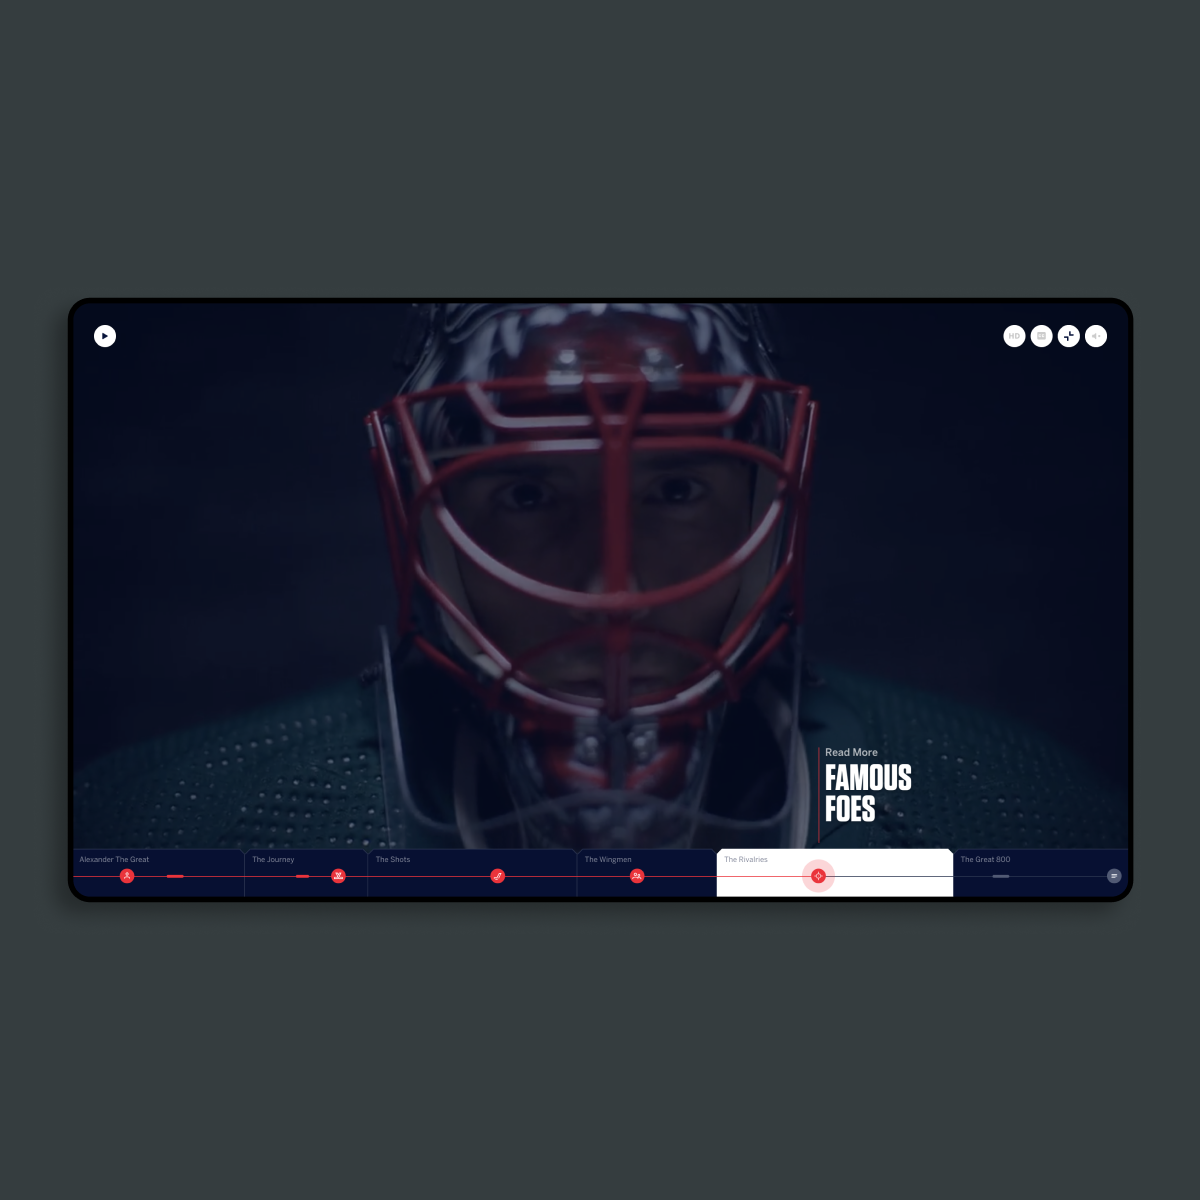 HD
Read More
FAMOUS
FOES
Alexander The Great
The Journey
The Shots
The Wingmen
The Rivalries
The Great 800